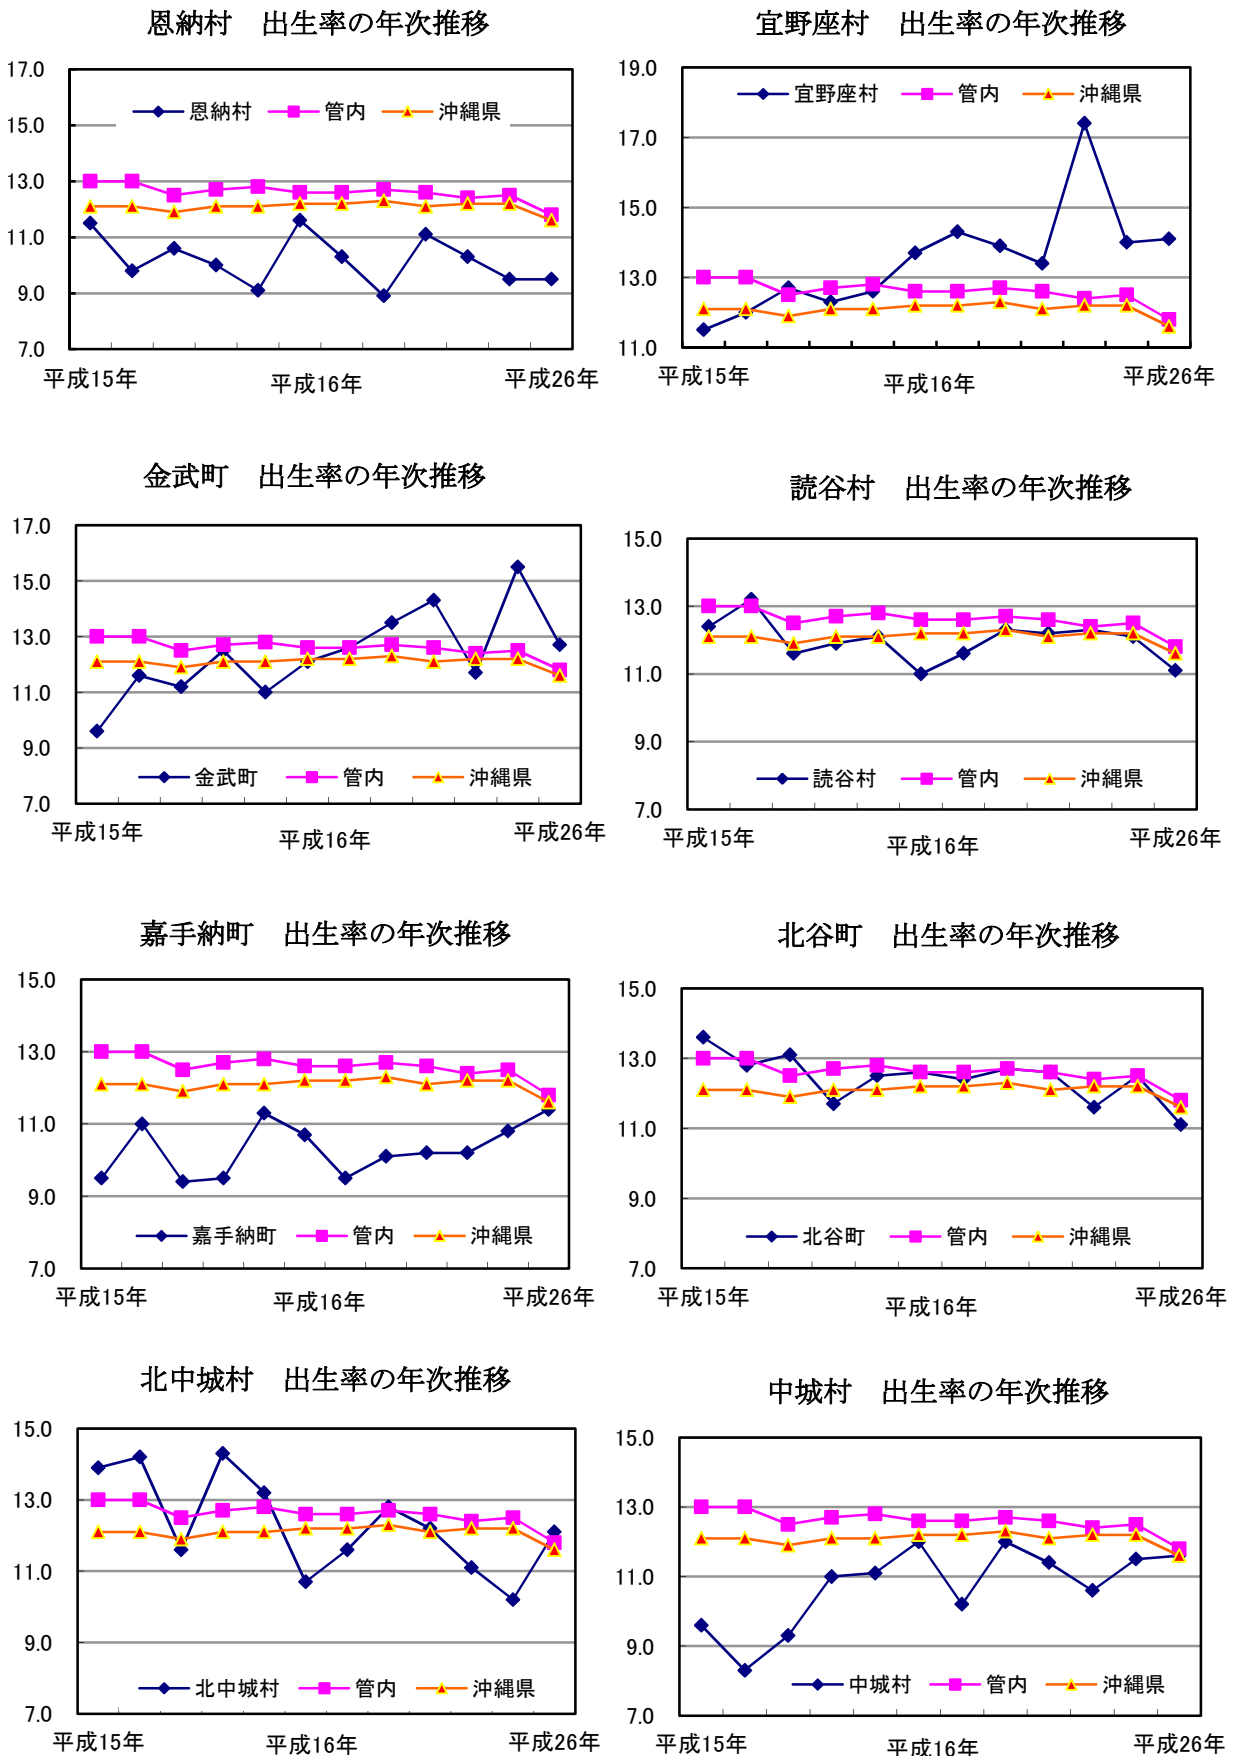 恩納村　出生率の年次推移
17.0
15.0
13.0
11.0
9.0
7.0
恩納村 管内 沖縄県
平成15年 平成16年 平成26年
宜野座村　出生率の年次推移
19.0
17.0
15.0
13.0
11.0
宜野座村 管内 沖縄県
平成15年 平成16年 平成26年
金武町　出生率の年次推移
17.0
15.0
13.0
11.0
9.0
7.0
金武町 管内 沖縄県
平成15年 平成16年 平成26年
読谷村　出生率の年次推移
15.0
13.0
11.0
9.0
7.0
読谷村 管内 沖縄県
平成15年 平成16年 平成26年
嘉手納町　出生率の年次推移
15.0
13.0
11.0
9.0
7.0
嘉手納町 管内 沖縄県
平成15年 平成16年 平成26年
北谷町　出生率の年次推移
15.0
13.0
11.0
9.0
7.0
北谷町 管内 沖縄県
平成15年 平成16年 平成26年
北中城村　出生率の年次推移
15.0
13.0
11.0
9.0
7.0
北中城村 管内 沖縄県
平成15年 平成16年 平成26年
中城村　出生率の年次推移
15.0
13.0
11.0
9.0
7.0
中城村 管内 沖縄県
平成15年 平成16年 平成26年